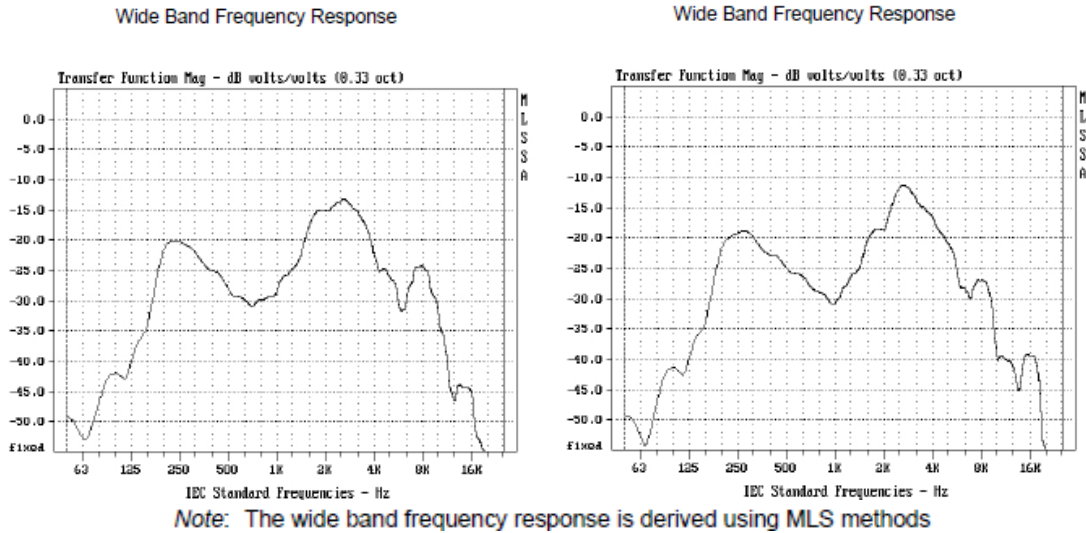 Wide Band Frequency Response
Transfer Function Mag - dB volts/volts (0.33 oct)
M
L
S
S
A
0.0
-5.0
-10.0
-15.0
-20.0
-25.0
-30.0
-35.0
-40.0
-45.0
-50.0
fixed
63 125 250 500 1K 2K 4K 8K 16K
IEC Standard Frequencies - Hz
Wide Band Frequency Response
Transfer Function Mag - dB volts/volts (0.33 oct)
M
L
S
S
A
0.0
-5.0
-10.0
-15.0
-20.0
-25.0
-30.0
-35.0
-40.0
-45.0
-50.0
fixed
63 125 250 500 1K 2K 4K 8K 16K
IEC Standard Frequencies - Hz
Note: The wide band frequency response is derived using MLS methods